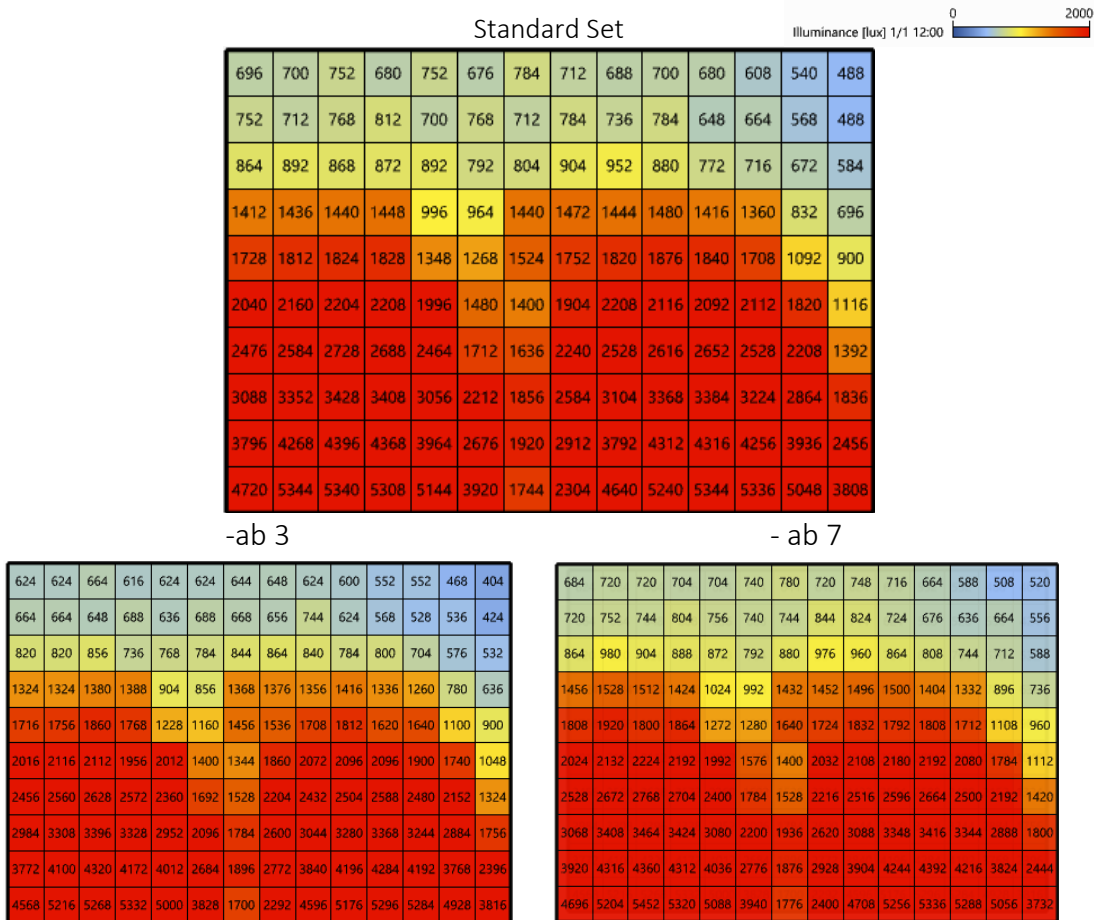 0 2000
Standard Set
Illuminance [lux] 1/1 12:00
696 700 752 680 752 676 784 712 688 700 680 608 540 488
752 712 768 812 700 768 712 784 736 784 648 664 568 488
864 892 868 872 892 792 804 904 952 880 772 716 672 584
1412 1436 1440 1448 996 964 1440 1472 1444 1480 1416 1360 832 696
1728 1812 1824 1828 1348 1268 1524 1752 1820 1876 1840 1708 1092 900
2040 2160 2204 2208 1996 1480 1400 1904 2208 2116 2092 2112 1820 1116
2476 2584 2728 2688 2464 1712 1636 2240 2528 2616 2652 2528 2208 1392
3088 3352 3428 3408 3056 2212 1856 2584 3104 3368 3384 3224 2864 1836
3796 4268 4396 4368 3964 2676 1920 2912 3792 4312 4316 4256 3936 2456
4720 5344 5340 5308 5144 3920 1744 2304 4640 5240 5344 5336 5048 3808
-ab 3
624 624 664 616 624 624 644 648 624 600 552 552 468 404
664 664 648 688 636 688 668 656 744 624 568 528 536 424
820 820 856 736 768 784 844 864 840 784 800 704 576 532
1324 1324 1380 1388 904 856 1368 1376 1356 1416 1336 1260 780 636
1716 1756 1860 1768 1228 1160 1456 1536 1708 1812 1620 1640 1100 900
2016 2116 2112 1956 2012 1400 1344 1860 2072 2096 2096 1900 1740 1048
2456 2560 2628 2572 2360 1692 1528 2204 2432 2504 2588 2480 2152 1324
2984 3308 3396 3328 2952 2096 1784 2600 3044 3280 3368 3244 2884 1756
3772 4100 4320 4172 4012 2684 1896 2772 3840 4196 4284 4192 3768 2396
4568 5216 5268 5332 5000 3828 1700 2292 4596 5176 5296 5284 4928 3816
- ab 7
684 720 720 704 704 740 780 720 748 716 664 588 508 520
720 752 744 804 756 740 744 844 824 724 676 636 664 556
864 980 904 888 872 792 880 976 960 864 808 744 712 588
1456 1528 1512 1424 1024 992 1432 1452 1496 1500 1404 1332 896 736
1808 1920 1800 1864 1272 1280 1640 1724 1832 1792 1808 1712 1108 960
2024 2132 2224 2192 1992 1576 1400 2032 2108 2180 2192 2080 1784 1112
2528 2672 2768 2704 2400 1784 1528 2216 2516 2596 2664 2500 2192 1420
3068 3408 3464 3424 3080 2200 1936 2620 3088 3348 3416 3344 2888 1800
3920 4316 4360 4312 4036 2776 1876 2928 3904 4244 4392 4216 3824 2444
4696 5204 5452 5320 5088 3940 1776 2400 4708 5256 5336 5288 5056 3732